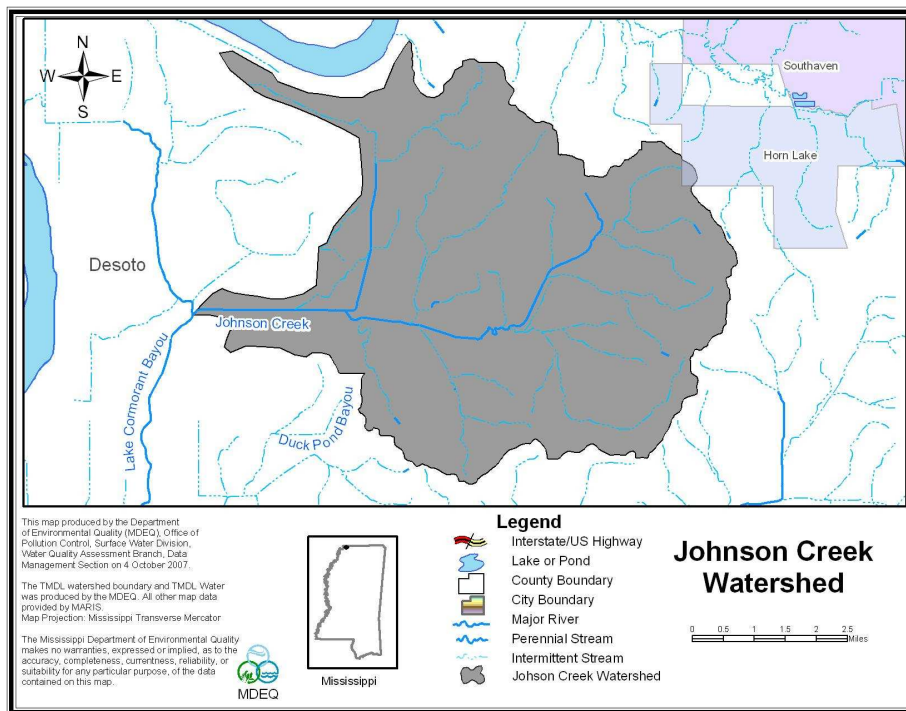 N
W E
S
Southaven
Horn Lake
Desoto
Johnson Creek
Lake Cormorant Bayou
Duck Pond Bayou
This map produced by the Department
of Environmental Quality (MDEQ), Office of
Pollution Control, Surface Water Division,
Water Quality Assessment Branch, Data
Management Section on 4 October 2007.
The TMDL watershed boundary and TMDL Water
was produced by the MDEQ. All other map data
provided by MARIS.
Map Projection: Mississippi Transverse Mercator
The Mississippi Department of Environmental Quality
makes no warranties, expressed or implied, as to the
accuracy, completeness, currentness, reliability, or
suitability for any particular purpose, of the data
contained on this map.
MDEQ
Mississippi
Legend
Interstate/US Highway
Lake or Pond
County Boundary
City Boundary
Major River
Perennial Stream
Intermittent Stream
Johson Creek Watershed
Johnson Creek
Watershed
0 0.5 1 1.5 2 2.5
Miles